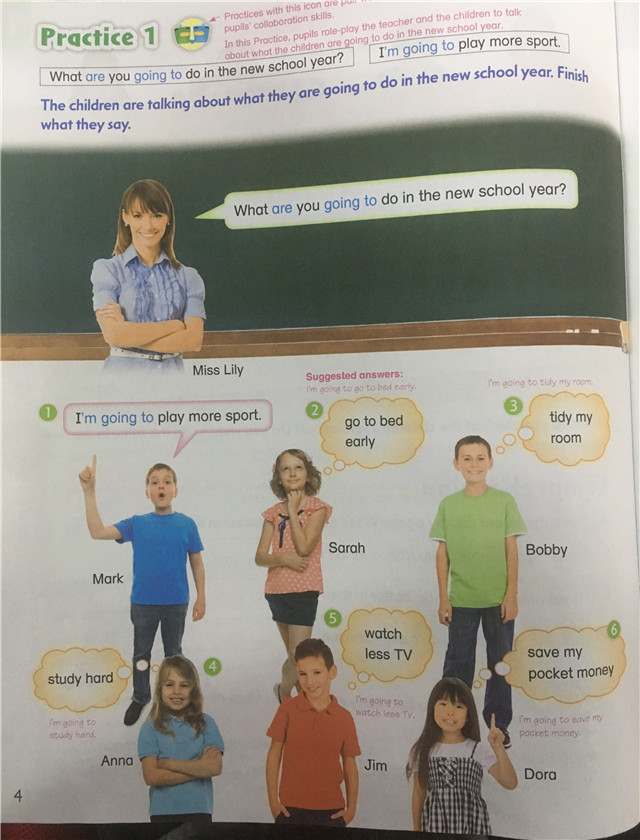 Practices with this icon are
pupils' collaboration skills.
Practice 1
In this Practice, pupils role-play the teacher and the children to talk
about what the children are going to do in the new school year.
What are you going to do in the new school year?
I'm going to play more sport.
The children are talking about what they are going to do in the new school year. Finish
what they say.
What are you going to do in the new school year?
Miss Lily
Suggested answers:
1
I'm going to play more sport.
Mark
I'm going to go to bed early.
2
go to bed
early
Sarah
I'm going to tidy my room.
3
tidy my
room
Bobby
4
study hard
I'm going to
study hard.
Anna
5
watch
less TV
I'm going to
watch less TV.
Jim
6
save my
pocket money
I'm going to save my
pocket money.
Dora
4